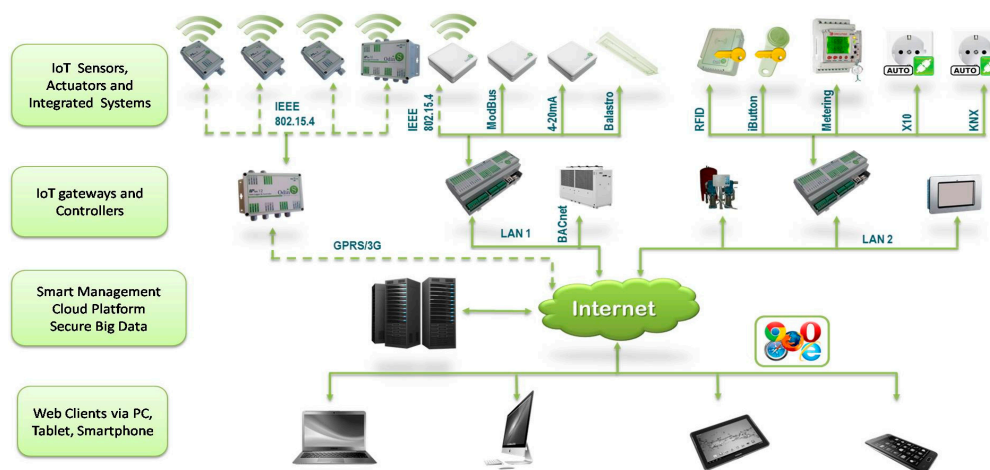 IoT Sensors,
Actuators and
Integrated Systems
IEEE
802.15.4
IEEE
802.15.4
ModBus
4-20mA
Balastro
RFID
iButton
Metering
AUTO
X10
AUTO
KNX
IoT gateways and
Controllers
GPRS/3G
LAN 1
BACnet
LAN 2
Smart Management
Cloud Platform
Secure Big Data
Internet
Web Clients via PC,
Tablet, Smartphone